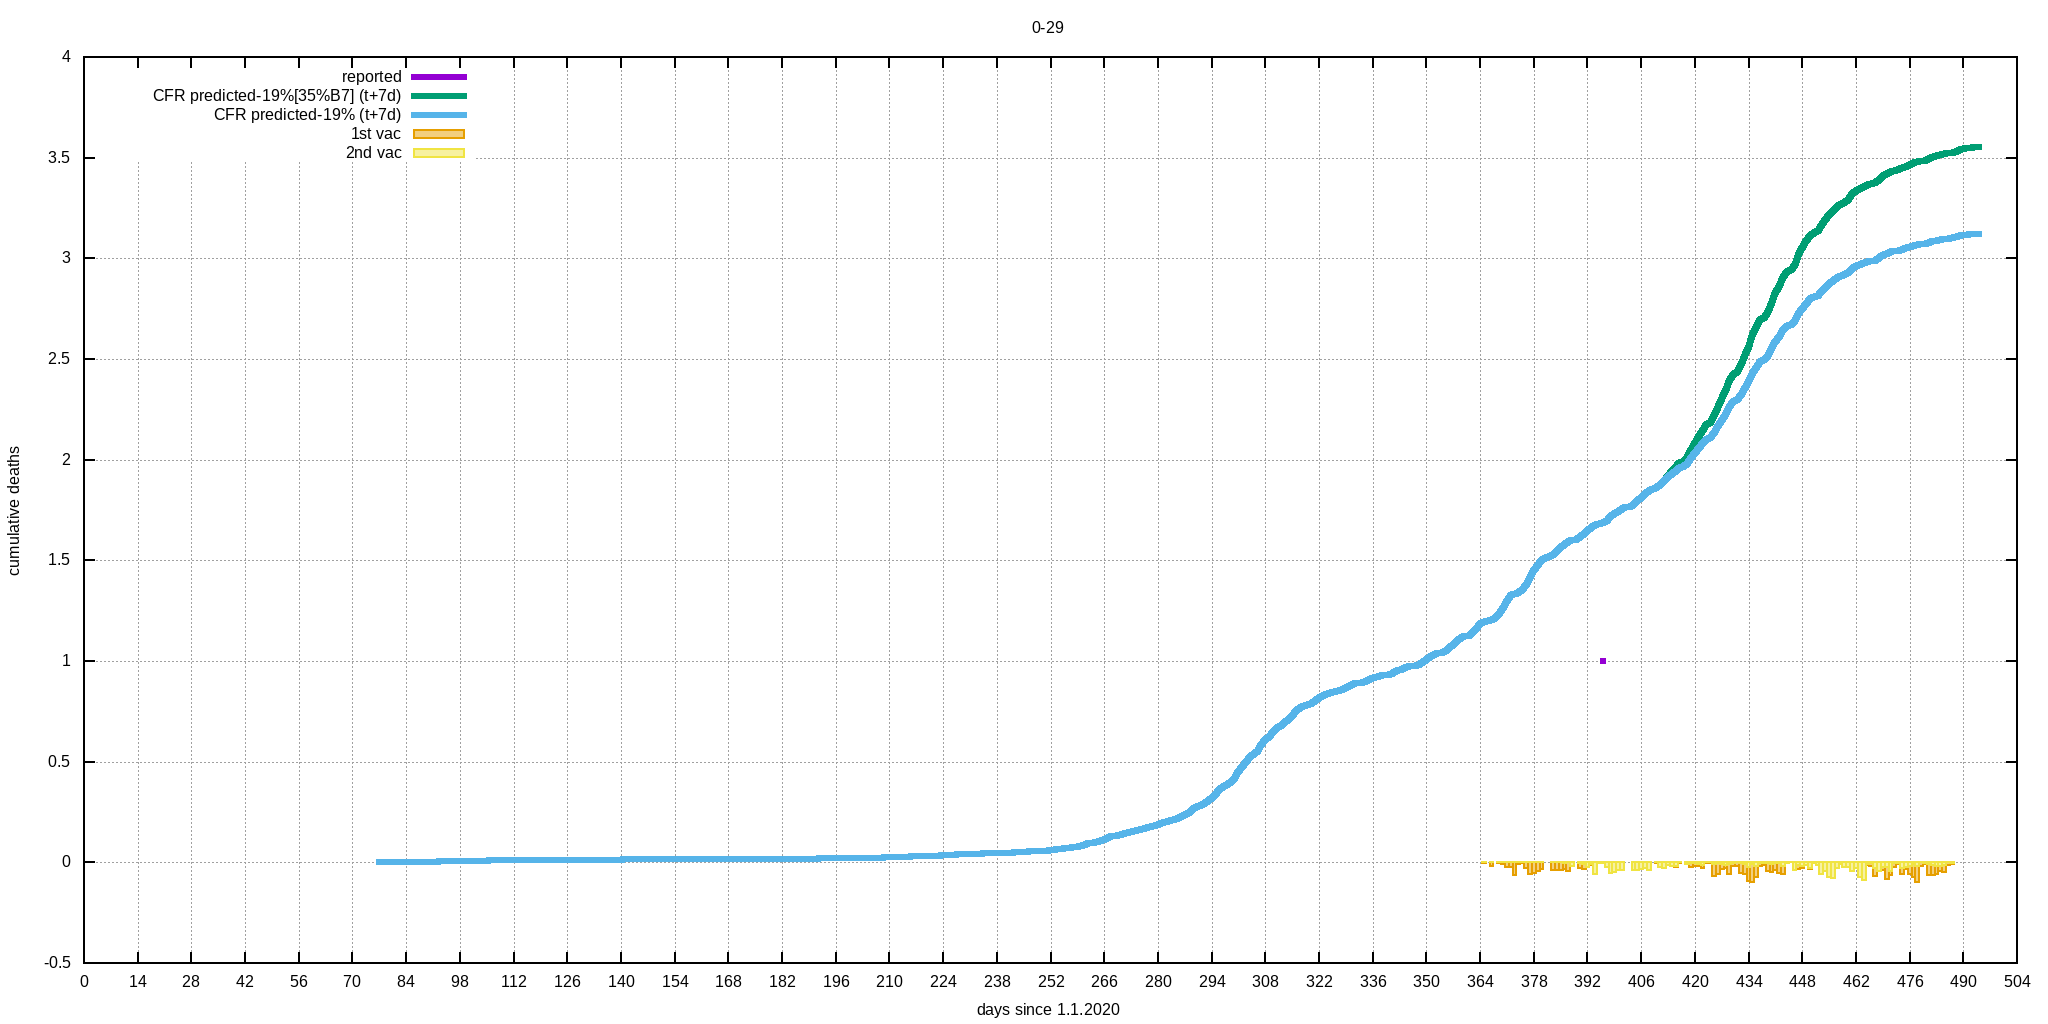 0-29
reported
CFR predicted-19%[35%B7] (t+7d)
CFR predicted-19% (t+7d)
1st vac
2nd vac
4
3.5
3
2.5
2
1.5
1
0.5
0
-0.5
cumulative deaths
0 14 28 42 56 70 84 98 112 126 140 154 168 182 196 210 224 238 252 266 280 294 308 322 336 350 364 378 392 406 420 434 448 462 476 490 504
days since 1.1.2020